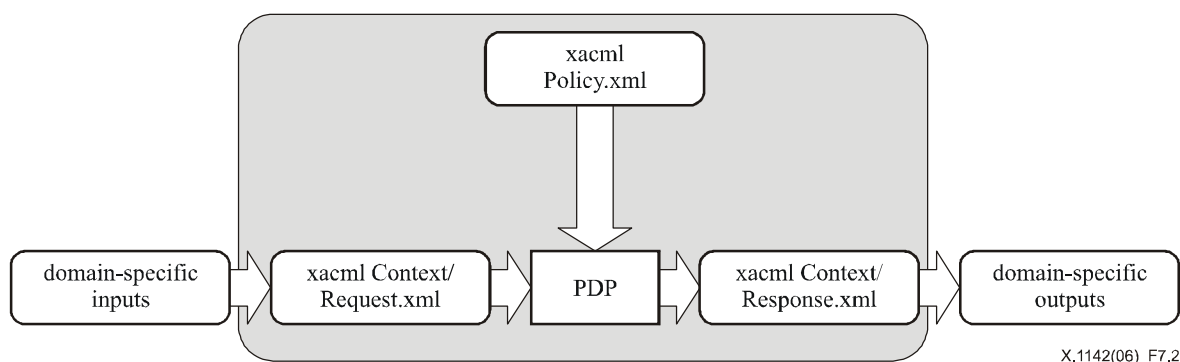 xacml
Policy.xml
domain-specific
inputs
xacml Context/
Request.xml
PDP
xacml Context/
Response.xml
domain-specific
outputs
X.1142(06)_F7.2